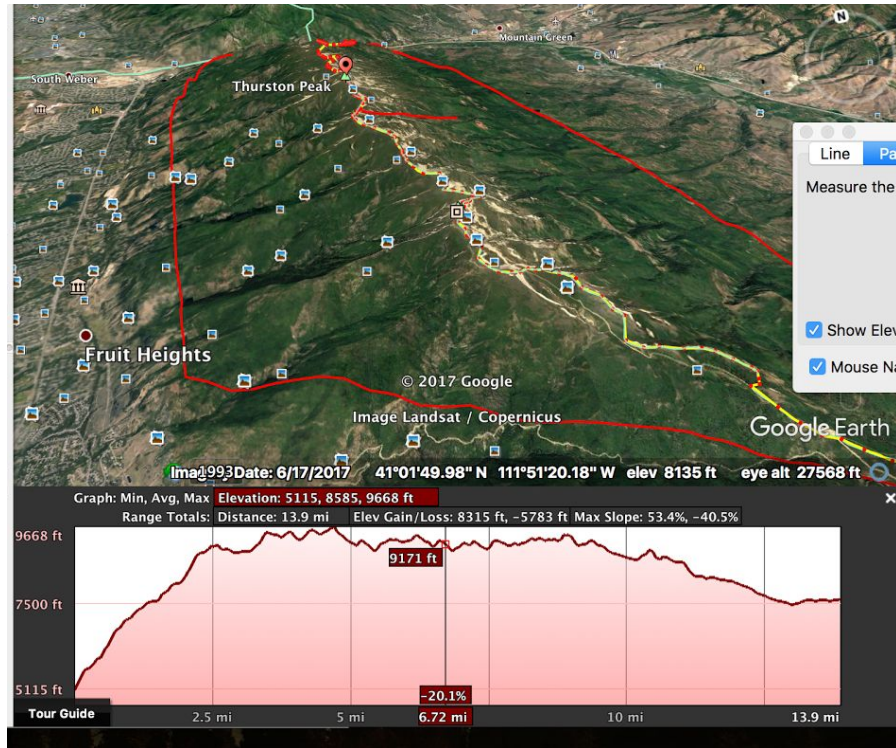 N
Mountain Green
South Weber
Thurston Peak
W
Line
Pa
Measure the
Show Elev
Mouse Na
Fruit Heights
© 2017 Google
Image Landsat / Copernicus
Google Earth
1993
Imagery Date: 6/17/2017 41°01'49.98" N 111°51'20.18" W elev 8135 ft eye alt 27568 ft
Graph: Min, Avg, Max Elevation: 5115, 8585, 9668 ft
Range Totals: Distance: 13.9 mi Elev Gain/Loss: 8315 ft, -5783 ft Max Slope: 53.4%, -40.5%
9668 ft
9171 ft
7500 ft
5115 ft
-20.1%
Tour Guide
2.5 mi 5 mi 6.72 mi 10 mi 13.9 mi